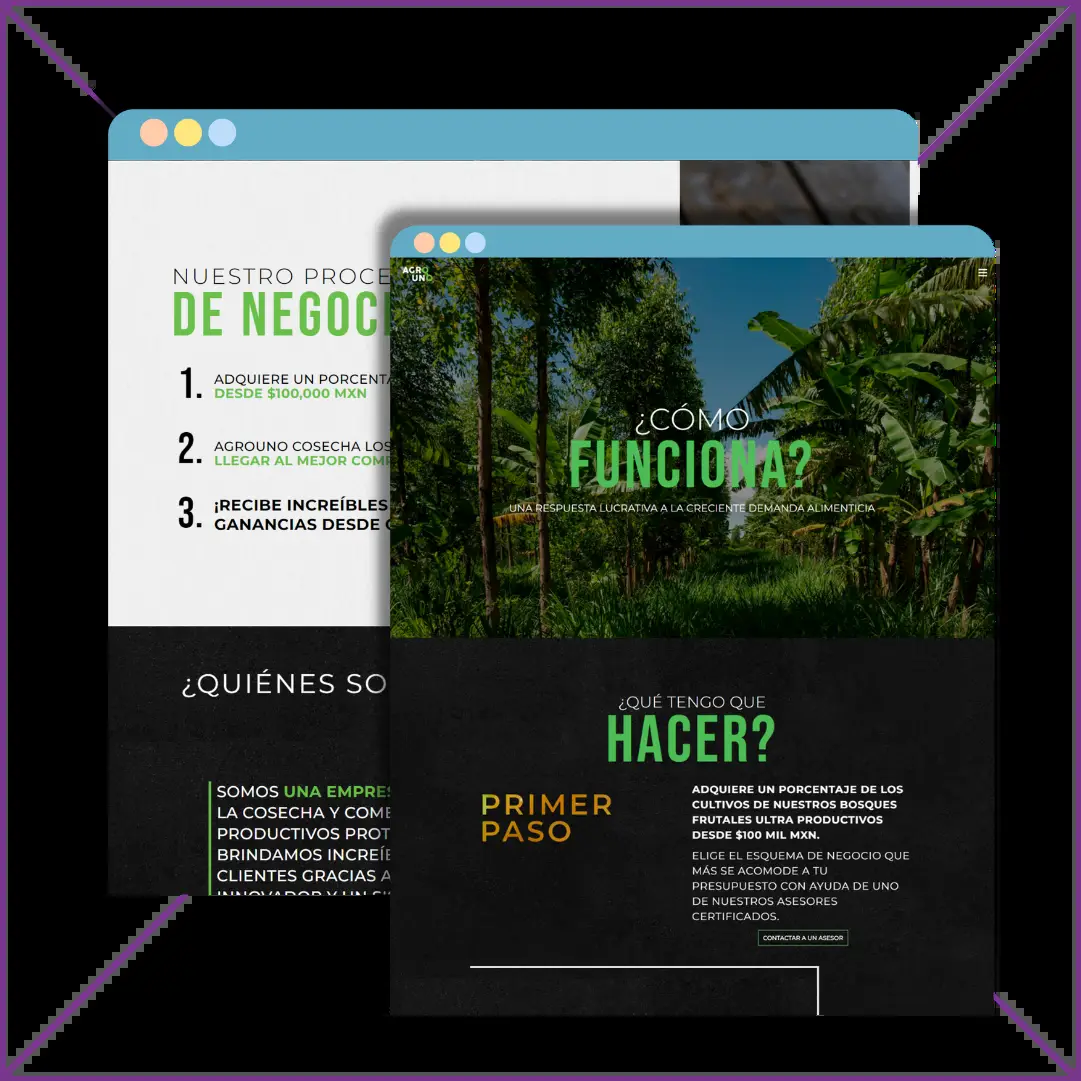 NUESTRO PROCE
DE NEGOC
1. ADQUIERE UN PORCENTA
DESDE $100,000 MXN
2. AGROUNO COSECHA LOS
LLEGAR AL MEJOR COMP
3. ¡RECIBE INCREÍBLES
GANANCIAS DESDE
¿QUIÉNES SO
SOMOS UNA EMPRES
LA COSECHA Y COME
PRODUCTIVOS PROT
BRINDAMOS INCREÍB
CLIENTES GRACIAS A
INNOVADOR Y UN SI
AGRO
UNO
¿CÓMO
FUNCIONA?
UNA RESPUESTA LUCRATIVA A LA CRECIENTE DEMANDA ALIMENTICIA
¿QUÉ TENGO QUE
HACER?
PRIMER
PASO
ADQUIERE UN PORCENTAJE DE LOS
CULTIVOS DE NUESTROS BOSQUES
FRUTALES ULTRA PRODUCTIVOS
DESDE $100 MIL MXN.
ELIGE EL ESQUEMA DE NEGOCIO QUE
MÁS SE ACOMODE A TU
PRESUPUESTO CON AYUDA DE UNO
DE NUESTROS ASESORES
CERTIFICADOS.
CONTACTAR A UN ASESOR